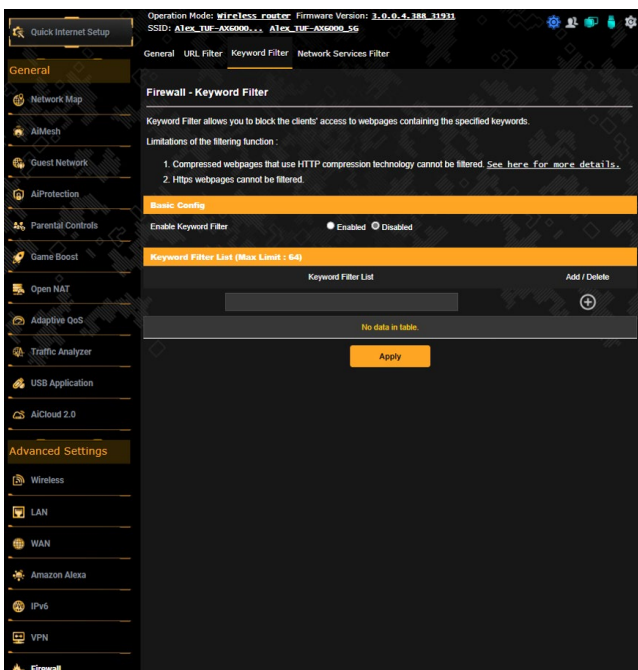 Operation Mode: Wireless router Firmware Version: 3.0.0.4.388_31931
SSID: Alex_TUF-AX6000... Alex_TUF-AX6000_5G
Quick Internet Setup
General URL Filter Keyword Filter Network Services Filter
General
Network Map
AiMesh
Guest Network
AiProtection
Parental Controls
Game Boost
Open NAT
Adaptive QoS
Traffic Analyzer
USB Application
AiCloud 2.0
Advanced Settings
Wireless
LAN
WAN
Amazon Alexa
IPv6
VPN
Firewall
Firewall - Keyword Filter
Keyword Filter allows you to block the clients' access to webpages containing the specified keywords.
Limitations of the filtering function :
1. Compressed webpages that use HTTP compression technology cannot be filtered. See here for more details.
2. Https webpages cannot be filtered.
Basic Config
Enable Keyword Filter Enabled Disabled
Keyword Filter List (Max Limit : 64)
Keyword Filter List Add / Delete
No data in table.
Apply